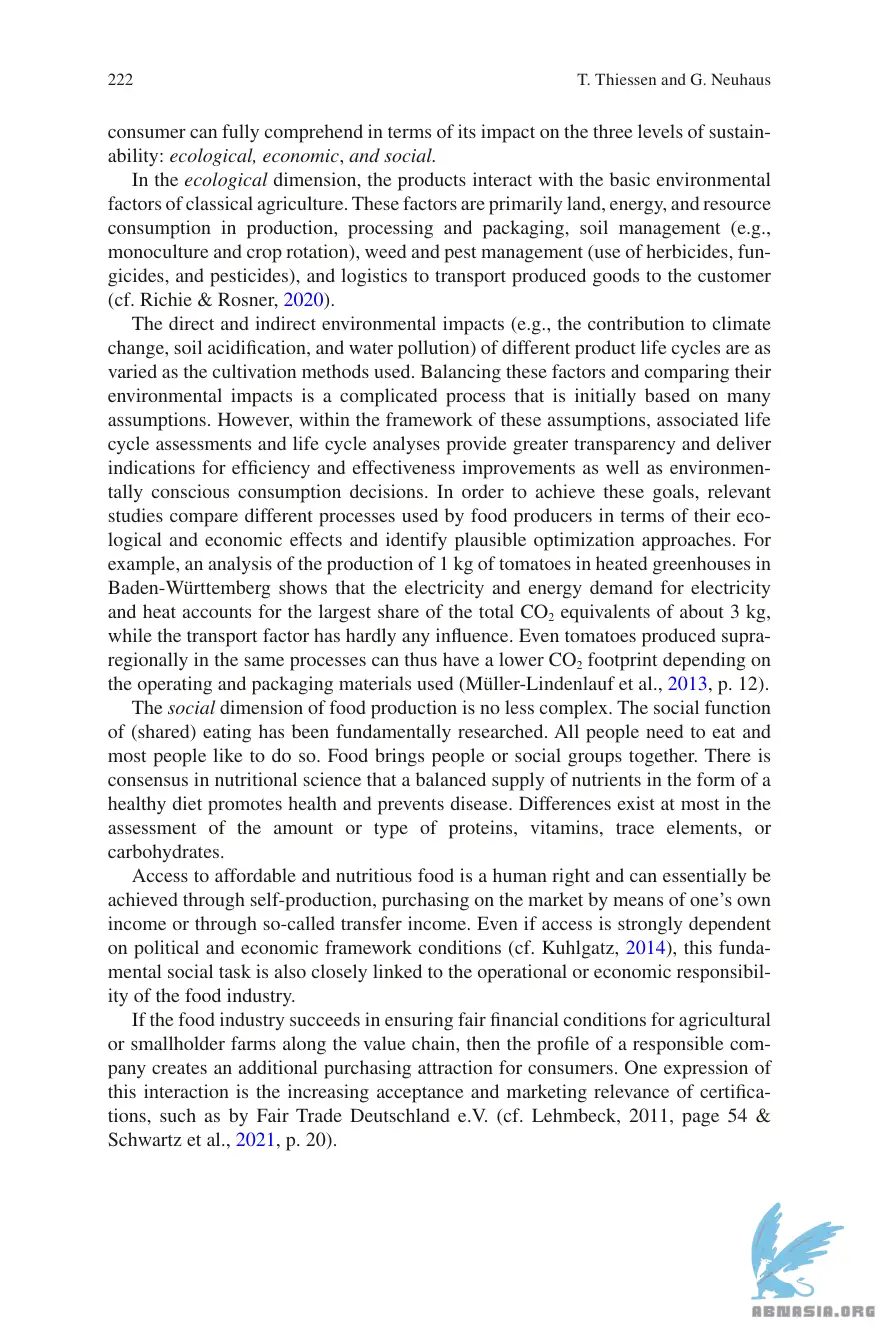 222
T. Thiessen and G. Neuhaus
consumer can fully comprehend in terms of its impact on the three levels of sustain-
ability: ecological, economic, and social.
In the ecological dimension, the products interact with the basic environmental
factors of classical agriculture. These factors are primarily land, energy, and resource
consumption in production, processing and packaging, soil management (e.g.,
monoculture and crop rotation), weed and pest management (use of herbicides, fun-
gicides, and pesticides), and logistics to transport produced goods to the customer
(cf. Richie & Rosner, 2020).
The direct and indirect environmental impacts (e.g., the contribution to climate
change, soil acidification, and water pollution) of different product life cycles are as
varied as the cultivation methods used. Balancing these factors and comparing their
environmental impacts is a complicated process that is initially based on many
assumptions. However, within the framework of these assumptions, associated life
cycle assessments and life cycle analyses provide greater transparency and deliver
indications for efficiency and effectiveness improvements as well as environmen-
tally conscious consumption decisions. In order to achieve these goals, relevant
studies compare different processes used by food producers in terms of their eco-
logical and economic effects and identify plausible optimization approaches. For
example, an analysis of the production of 1 kg of tomatoes in heated greenhouses in
Baden-Württemberg shows that the electricity and energy demand for electricity
and heat accounts for the largest share of the total CO₂ equivalents of about 3 kg,
while the transport factor has hardly any influence. Even tomatoes produced supra-
regionally in the same processes can thus have a lower CO₂ footprint depending on
the operating and packaging materials used (Müller-Lindenlauf et al., 2013, p. 12).
The social dimension of food production is no less complex. The social function
of (shared) eating has been fundamentally researched. All people need to eat and
most people like to do so. Food brings people or social groups together. There is
consensus in nutritional science that a balanced supply of nutrients in the form of a
healthy diet promotes health and prevents disease. Differences exist at most in the
assessment of the amount or type of proteins, vitamins, trace elements, or
carbohydrates.
Access to affordable and nutritious food is a human right and can essentially be
achieved through self-production, purchasing on the market by means of one's own
income or through so-called transfer income. Even if access is strongly dependent
on political and economic framework conditions (cf. Kuhlgatz, 2014), this funda-
mental social task is also closely linked to the operational or economic responsibil-
ity of the food industry.
If the food industry succeeds in ensuring fair financial conditions for agricultural
or smallholder farms along the value chain, then the profile of a responsible com-
pany creates an additional purchasing attraction for consumers. One expression of
this interaction is the increasing acceptance and marketing relevance of certifica-
tions, such as by Fair Trade Deutschland e.V. (cf. Lehmbeck, 2011, page 54 &
Schwartz et al., 2021, p. 20).
ABNASIA.ORG